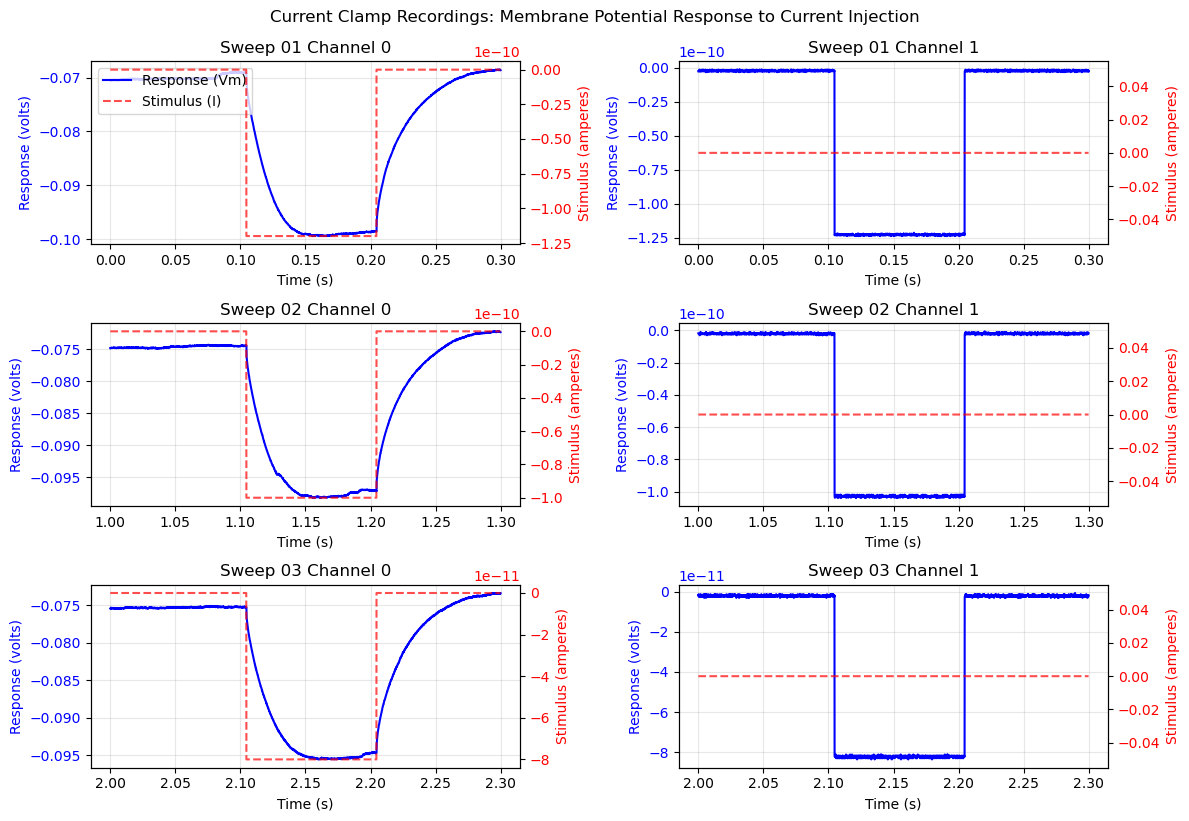 Current Clamp Recordings: Membrane Potential Response to Current Injection
Sweep 01 Channel 0
1e−10
Response (volts)
−0.07
−0.08
−0.09
−0.10
Response (Vm)
Stimulus (I)
0.00
−0.25
−0.50
−0.75
−1.00
−1.25
Stimulus (amperes)
0.00 0.05 0.10 0.15 0.20 0.25 0.30
Time (s)
Sweep 01 Channel 1
1e−10
Response (volts)
0.00
−0.25
−0.50
−0.75
−1.00
−1.25
0.04
0.02
0.00
−0.02
−0.04
Stimulus (amperes)
0.00 0.05 0.10 0.15 0.20 0.25 0.30
Time (s)
Sweep 02 Channel 0
1e−10
Response (volts)
−0.075
−0.080
−0.085
−0.090
−0.095
0.0
−0.2
−0.4
−0.6
−0.8
−1.0
Stimulus (amperes)
1.00 1.05 1.10 1.15 1.20 1.25 1.30
Time (s)
Sweep 02 Channel 1
1e−10
Response (volts)
0.0
−0.2
−0.4
−0.6
−0.8
−1.0
0.04
0.02
0.00
−0.02
−0.04
Stimulus (amperes)
1.00 1.05 1.10 1.15 1.20 1.25 1.30
Time (s)
Sweep 03 Channel 0
1e−11
Response (volts)
−0.075
−0.080
−0.085
−0.090
−0.095
0
−2
−4
−6
−8
Stimulus (amperes)
2.00 2.05 2.10 2.15 2.20 2.25 2.30
Time (s)
Sweep 03 Channel 1
1e−11
Response (volts)
0
−2
−4
−6
−8
0.04
0.02
0.00
−0.02
−0.04
Stimulus (amperes)
2.00 2.05 2.10 2.15 2.20 2.25 2.30
Time (s)